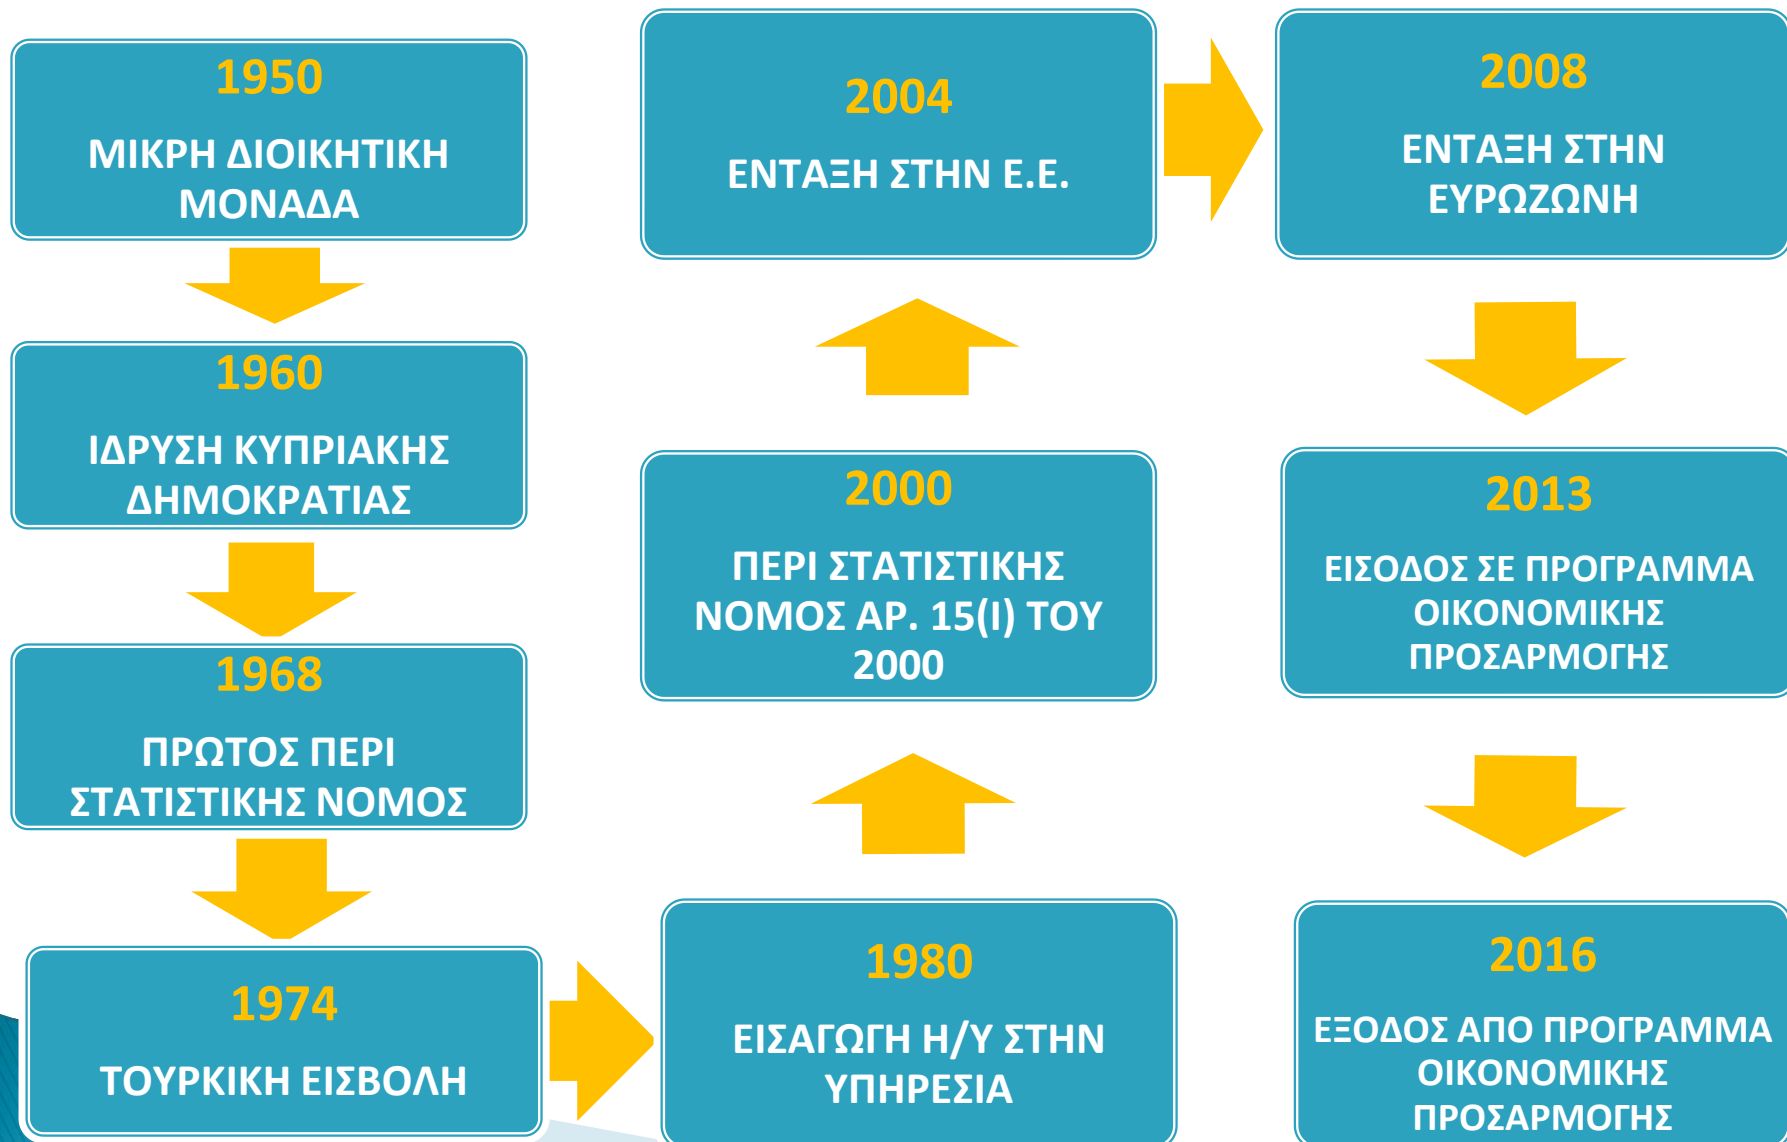 1950
ΜΙΚΡΗ ΔΙΟΙΚΗΤΙΚΗ
ΜΟΝΑΔΑ
1960
ΙΔΡΥΣΗ ΚΥΠΡΙΑΚΗΣ
ΔΗΜΟΚΡΑΤΙΑΣ
1968
ΠΡΩΤΟΣ ΠΕΡΙ
ΣΤΑΤΙΣΤΙΚΗΣ ΝΟΜΟΣ
1974
ΤΟΥΡΚΙΚΗ ΕΙΣΒΟΛΗ
1980
ΕΙΣΑΓΩΓΗ Η/Υ ΣΤΗΝ
ΥΠΗΡΕΣΙΑ
2000
ΠΕΡΙ ΣΤΑΤΙΣΤΙΚΗΣ
ΝΟΜΟΣ ΑΡ. 15(Ι) ΤΟΥ
2000
2004
ΕΝΤΑΞΗ ΣΤΗΝ Ε.Ε.
2008
ΕΝΤΑΞΗ ΣΤΗΝ
ΕΥΡΩΖΩΝΗ
2013
ΕΙΣΟΔΟΣ ΣΕ ΠΡΟΓΡΑΜΜΑ
ΟΙΚΟΝΟΜΙΚΗΣ
ΠΡΟΣΑΡΜΟΓΗΣ
2016
ΕΞΟΔΟΣ ΑΠΟ ΠΡΟΓΡΑΜΜΑ
ΟΙΚΟΝΟΜΙΚΗΣ
ΠΡΟΣΑΡΜΟΓΗΣ